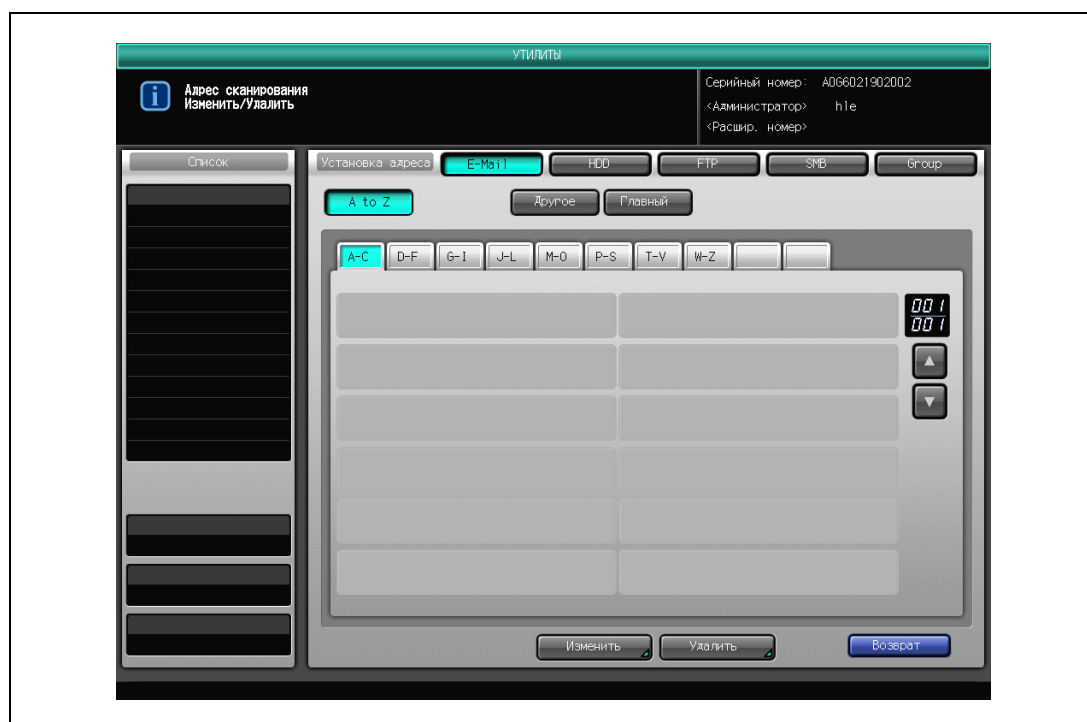 УТИЛИТЫ
Адрес сканирования
Изменить/Удалить
Серийный номер: A0G6021902002
<Администратор> hle
<Расшир. номер>
Список
Установка адреса E-Mail HDD FTP SMB Group
A to Z Другое Главный
A-C D-F G-I J-L M-O P-S T-V W-Z
001
001
Изменить Удалить Возврат